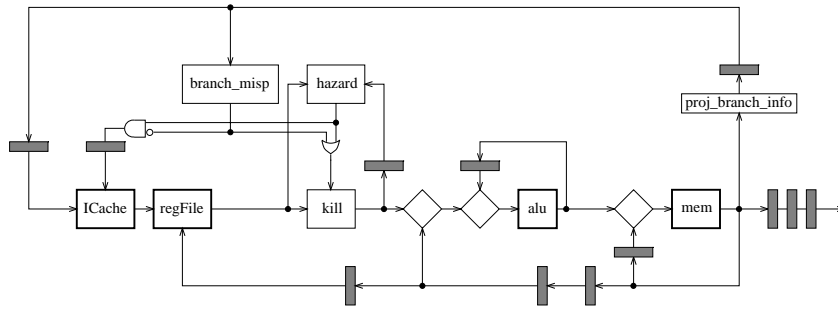 branch_misp
hazard
proj_branch_info
ICache
regFile
kill
alu
mem